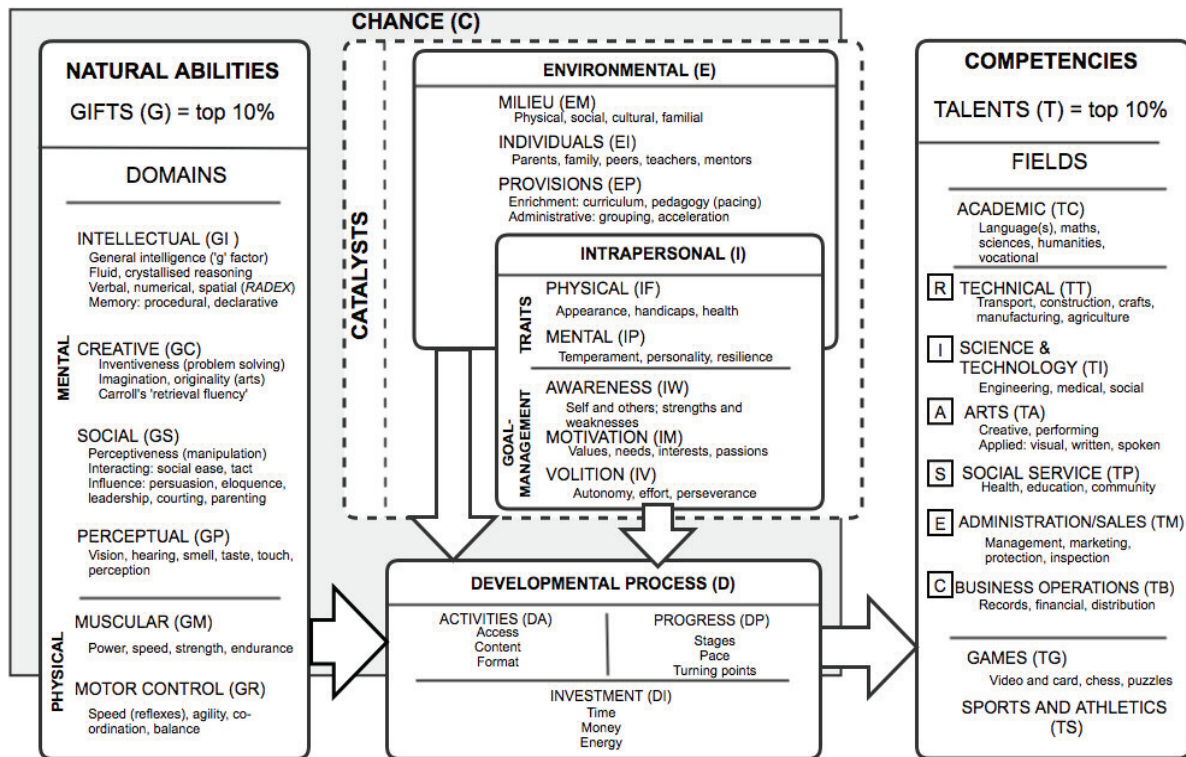 CHANCE (C)
NATURAL ABILITIES
GIFTS (G) = top 10%
DOMAINS
INTELLECTUAL (GI )
General intelligence ('g' factor)
Fluid, crystallised reasoning
Verbal, numerical, spatial (RADEX)
Memory: procedural, declarative
MENTAL
CREATIVE (GC)
Inventiveness (problem solving)
Imagination, originality (arts)
Carroll's 'retrieval fluency'
SOCIAL (GS)
Perceptiveness (manipulation)
Interacting: social ease, tact
Influence: persuasion, eloquence,
leadership, courting, parenting
PERCEPTUAL (GP)
Vision, hearing, smell, taste, touch,
perception
PHYSICAL
MUSCULAR (GM)
Power, speed, strength, endurance
MOTOR CONTROL (GR)
Speed (reflexes), agility, co-
ordination, balance
CATALYSTS
ENVIRONMENTAL (E)
MILIEU (EM)
Physical, social, cultural, familial
INDIVIDUALS (EI)
Parents, family, peers, teachers, mentors
PROVISIONS (EP)
Enrichment: curriculum, pedagogy (pacing)
Administrative: grouping, acceleration
INTRAPERSONAL (I)
TRAITS
PHYSICAL (IF)
Appearance, handicaps, health
MENTAL (IP)
Temperament, personality, resilience
GOAL-
MANAGEMENT
AWARENESS (IW)
Self and others; strengths and
weaknesses
MOTIVATION (IM)
Values, needs, interests, passions
VOLITION (IV)
Autonomy, effort, perseverance
DEVELOPMENTAL PROCESS (D)
ACTIVITIES (DA)
Access
Content
Format
PROGRESS (DP)
Stages
Pace
Turning points
INVESTMENT (DI)
Time
Money
Energy
COMPETENCIES
TALENTS (T) = top 10%
FIELDS
ACADEMIC (TC)
Language(s), maths,
sciences, humanities,
vocational
R TECHNICAL (TT)
Transport, construction, crafts,
manufacturing, agriculture
I SCIENCE &
TECHNOLOGY (TI)
Engineering, medical, social
A ARTS (TA)
Creative, performing
Applied: visual, written, spoken
S SOCIAL SERVICE (TP)
Health, education, community
E ADMINISTRATION/SALES (TM)
Management, marketing,
protection, inspection
C BUSINESS OPERATIONS (TB)
Records, financial, distribution
GAMES (TG)
Video and card, chess, puzzles
SPORTS AND ATHLETICS
(TS)